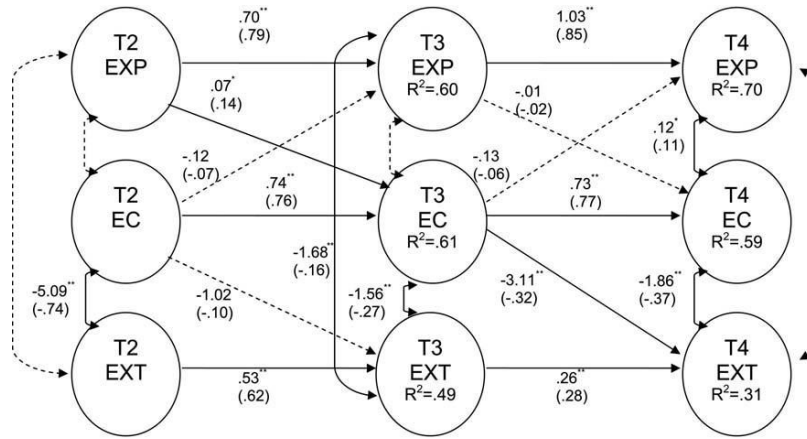 .70**
(.79)
1.03**
(.85)
T2
EXP
T3
EXP
R²=.60
T4
EXP
R²=.70
.07*
(.14)
-.01
(-.02)
.12*
(.11)
-.12
(-.07)
-.13
(-.06)
T2
EC
.74**
(.76)
T3
EC
R²=.61
.73**
(.77)
T4
EC
R²=.59
-1.68**
(-.16)
-5.09**
(-.74)
-1.02
(-.10)
-1.56**
(-.27)
-3.11**
(-.32)
-1.86**
(-.37)
T2
EXT
T3
EXT
R²=.49
T4
EXT
R²=.31
.53**
(.62)
.26**
(.28)